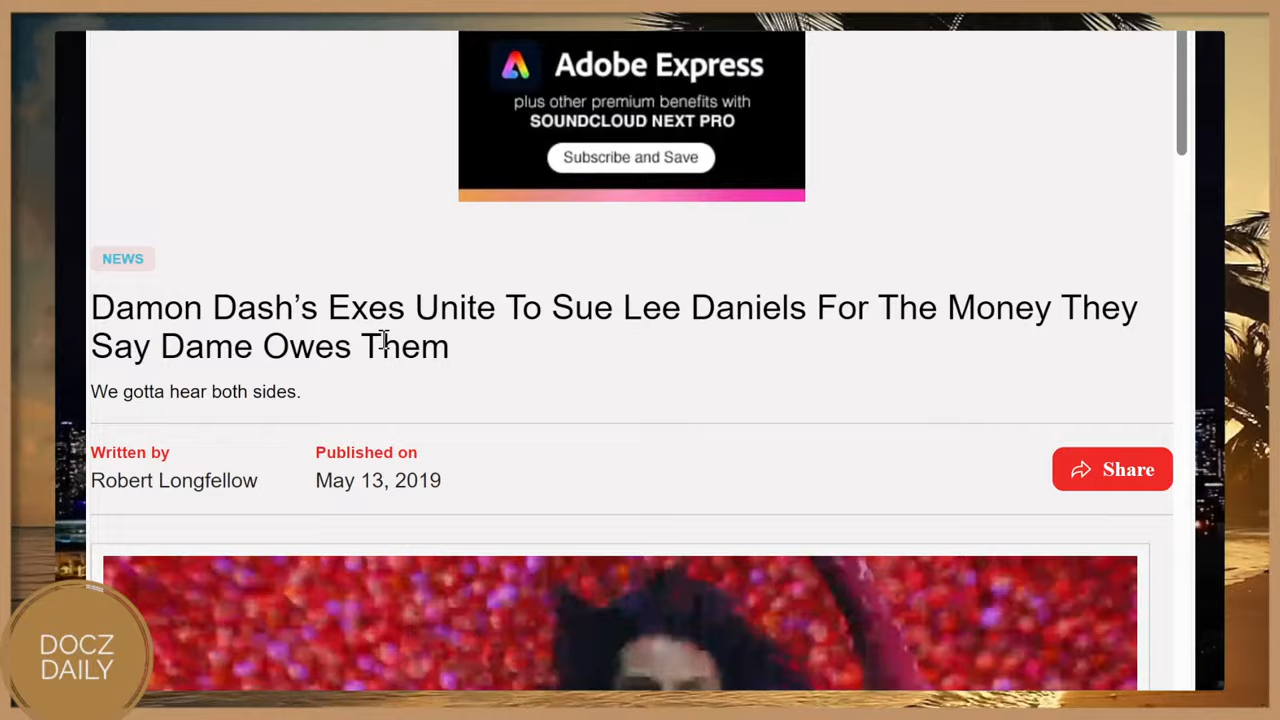 Adobe Express
plus other premium benefits with
SOUNDCLOUD NEXT PRO
Subscribe and Save
NEWS
Damon Dash’s Exes Unite To Sue Lee Daniels For The Money They
Say Dame Owes Them
We gotta hear both sides.
Written by
Published on
Robert Longfellow
May 13, 2019
Share
DOCZ
DAILY